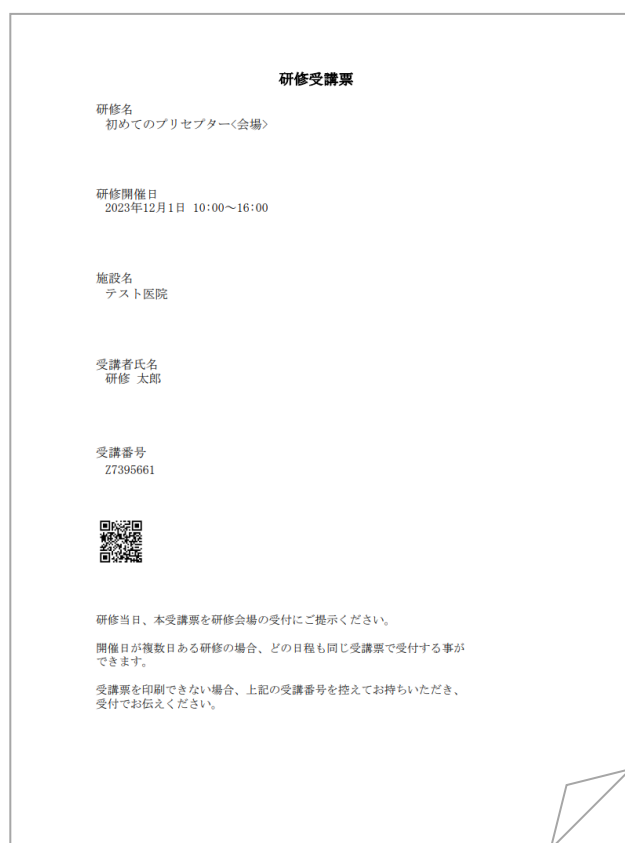 研修受講票
研修名
初めてのプリセプター<会場>
研修開催日
2023年12月1日 10:00～16:00
施設名
テスト医院
受講者氏名
研修 太郎
受講番号
Z7395661
研修当日、本受講票を研修会場の受付にご提示ください。
開催日が複数日ある研修の場合、どの日程も同じ受講票で受付する事が
できます。
受講票を印刷できない場合、上記の受講番号を控えてお持ちいただき、
受付でお伝えください。